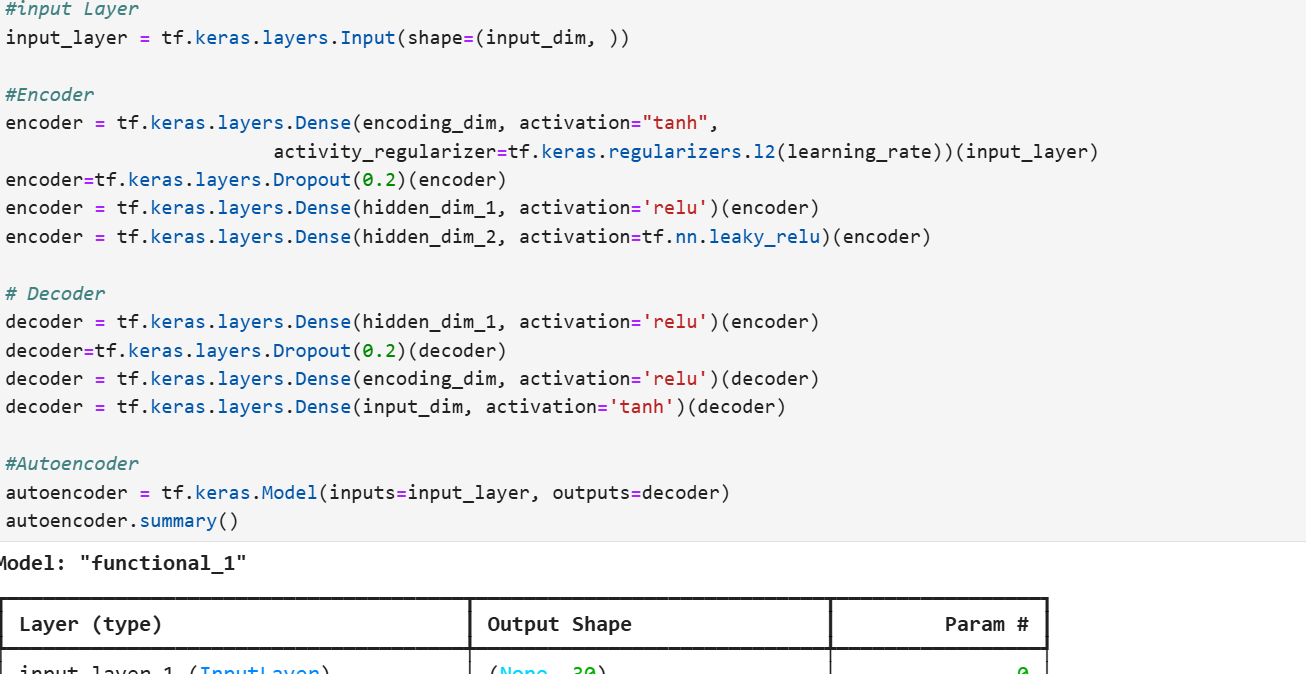 #input Layer
input_layer = tf.keras.layers.Input(shape=(input_dim, ))
#Encoder
encoder = tf.keras.layers.Dense(encoding_dim, activation="tanh",
activity_regularizer=tf.keras.regularizers.l2(learning_rate))(input_layer)
encoder=tf.keras.layers.Dropout(0.2)(encoder)
encoder = tf.keras.layers.Dense(hidden_dim_1, activation='relu')(encoder)
encoder = tf.keras.layers.Dense(hidden_dim_2, activation=tf.nn.leaky_relu)(encoder)
# Decoder
decoder = tf.keras.layers.Dense(hidden_dim_1, activation='relu')(encoder)
decoder=tf.keras.layers.Dropout(0.2)(decoder)
decoder = tf.keras.layers.Dense(encoding_dim, activation='relu')(decoder)
decoder = tf.keras.layers.Dense(input_dim, activation='tanh')(decoder)
#Autoencoder
autoencoder = tf.keras.Model(inputs=input_layer, outputs=decoder)
autoencoder.summary()
Model: "functional_1"
Layer (type) Output Shape Param #
input_layer_1 (InputLayer) (None, 30) 0